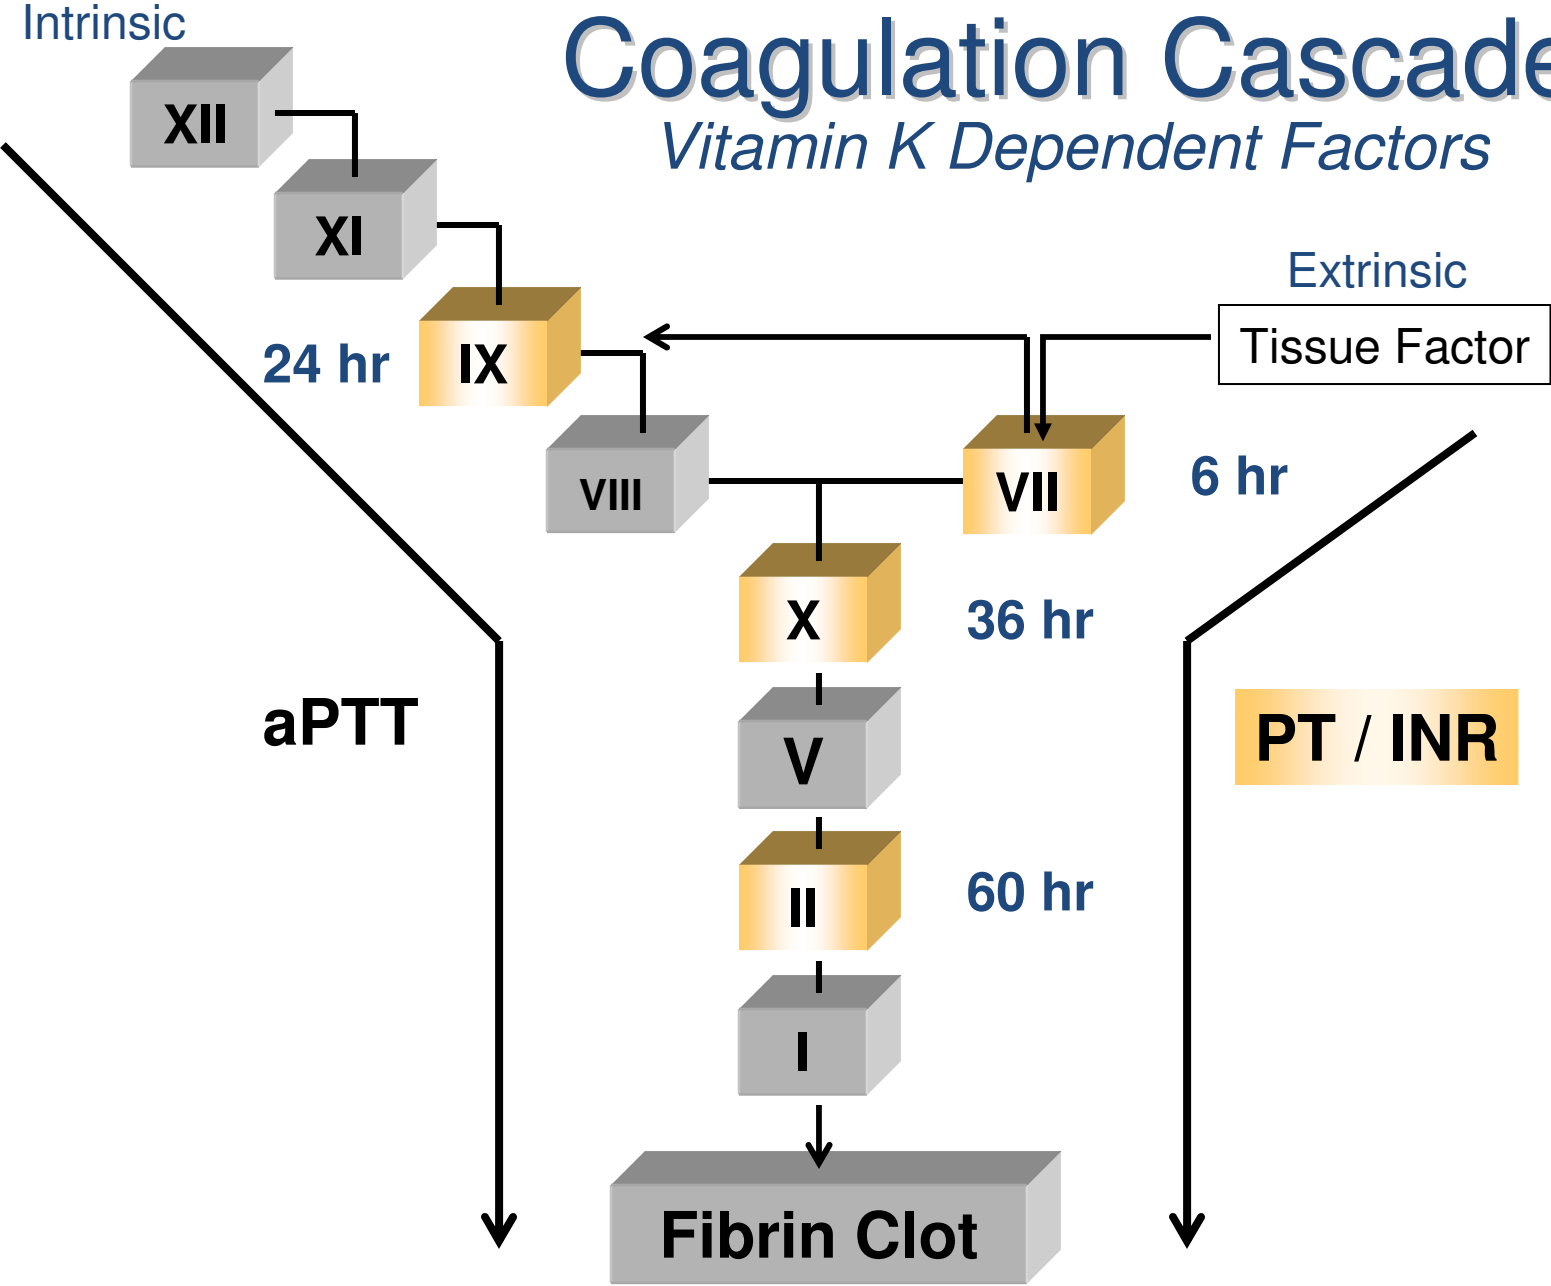 Intrinsic
Coagulation Cascade
Vitamin K Dependent Factors
XII
XI
Extrinsic
Tissue Factor
24 hr
IX
VIII
VII
6 hr
X
36 hr
aPTT
V
PT / INR
II
60 hr
I
Fibrin Clot